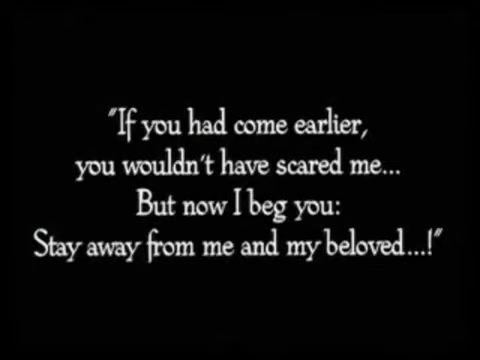 "If you had come earlier,
you wouldn't have scared me...
But now I beg you:
Stay away from me and my beloved...!"